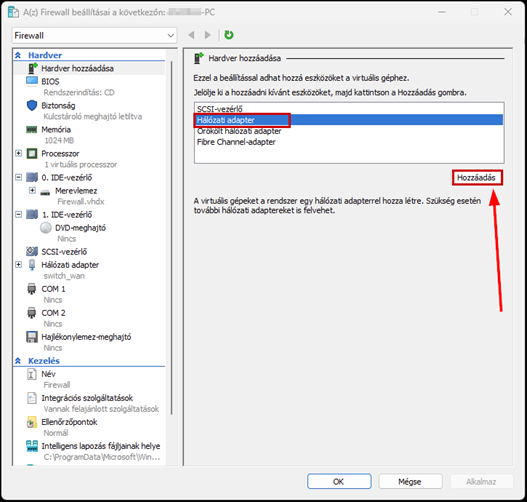 A(z) Firewall beállításai a következőn: -PC
Firewall
Hardver
Hardver hozzáadása
BIOS
Rendszerindítás: CD
Biztonság
Kulcstároló meghajtó letiltva
Memória
1024 MB
Processzor
1 virtuális processzor
0. IDE-vezérlő
Merevlemez
Firewall.vhdx
1. IDE-vezérlő
DVD-meghajtó
Nincs
SCSI-vezérlő
Hálózati adapter
switch_wan
COM 1
Nincs
COM 2
Nincs
Hajlékonylemez-meghajtó
Nincs
Kezelés
Név
Firewall
Integrációs szolgáltatások
Vannak felajánlott szolgáltatások
Ellenőrzőpontok
Normál
Intelligens lapozás fájljainak helye
C:\ProgramData\Microsoft\Win...
Hardver hozzáadása
Ezzel a beállítással adhat hozzá eszközöket a virtuális géphez.
Jelölje ki a hozzáadni kívánt eszközöket, majd kattintson a Hozzáadás gombra.
SCSI-vezérlő
Hálózati adapter
Örökölt hálózati adapter
Fibre Channel-adapter
Hozzáadás
A virtuális gépeket a rendszer egy hálózati adapterrel hozza létre. Szükség esetén
további hálózati adaptereket is felvehet.
OK
Mégse
Alkalmaz